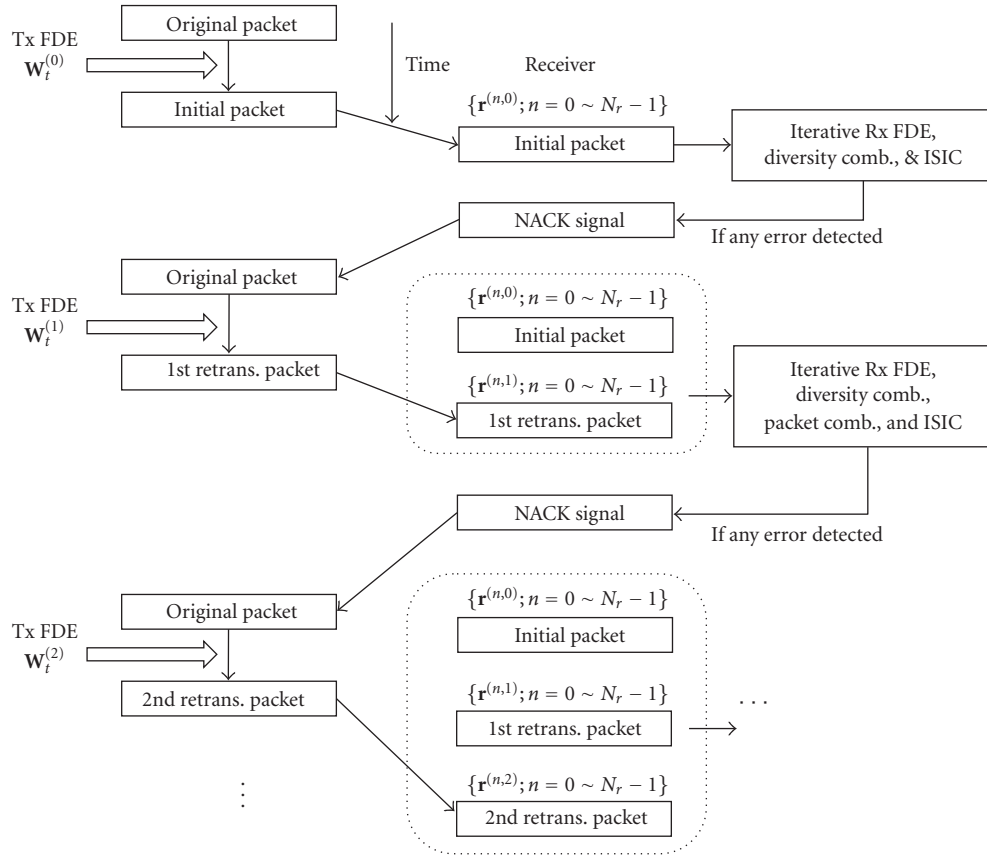 Original packet
Tx FDE
W_t^(0)
Time
Receiver
{r^(n,0); n = 0 ∼ N_r − 1}
Initial packet
Initial packet
Iterative Rx FDE,
diversity comb., & ISIC
NACK signal
If any error detected
Original packet
Tx FDE
W_t^(1)
{r^(n,0); n = 0 ∼ N_r − 1}
Initial packet
1st retrans. packet
{r^(n,1); n = 0 ∼ N_r − 1}
1st retrans. packet
Iterative Rx FDE,
diversity comb.,
packet comb., and ISIC
NACK signal
If any error detected
Original packet
Tx FDE
W_t^(2)
{r^(n,0); n = 0 ∼ N_r − 1}
Initial packet
2nd retrans. packet
{r^(n,1); n = 0 ∼ N_r − 1}
1st retrans. packet
. . .
{r^(n,2); n = 0 ∼ N_r − 1}
2nd retrans. packet
⋮